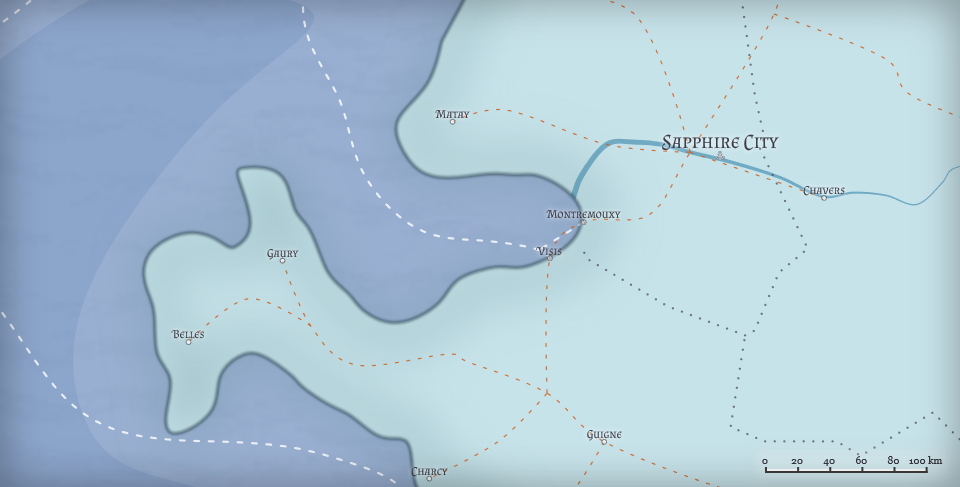 Matay
Sapphire City
Chavers
Montremouxy
Visis
Gaury
Belles
Guigne
Charcy
0 20 40 60 80 100 km